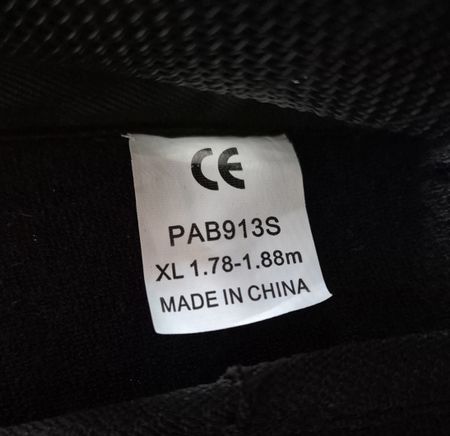 CE
PAB913S
XL 1.78-1.88m
MADE IN CHINA